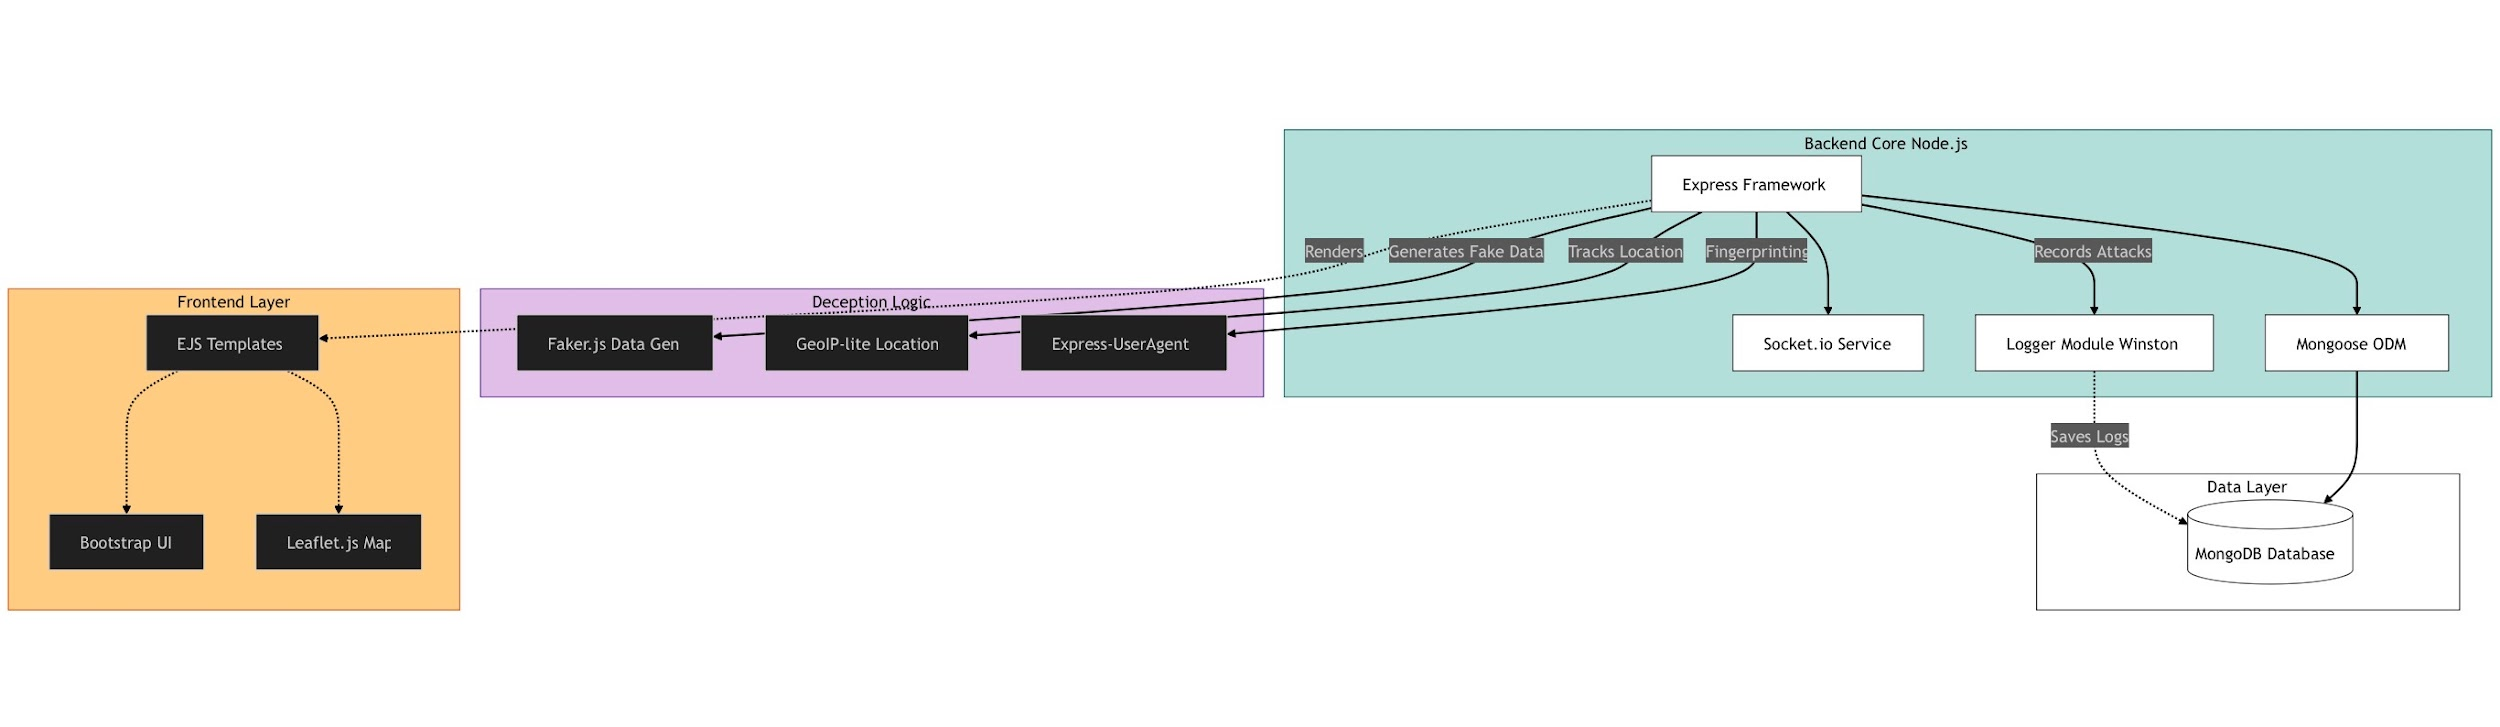 Backend Core Node.js
Express Framework
Renders
Generates Fake Data
Tracks Location
Fingerprinting
Records Attacks
Frontend Layer
Deception Logic
EJS Templates
Faker.js Data Gen
GeoIP-lite Location
Express-UserAgent
Socket.io Service
Logger Module Winston
Mongoose ODM
Saves Logs
Data Layer
Bootstrap UI
Leaflet.js Map
MongoDB Database